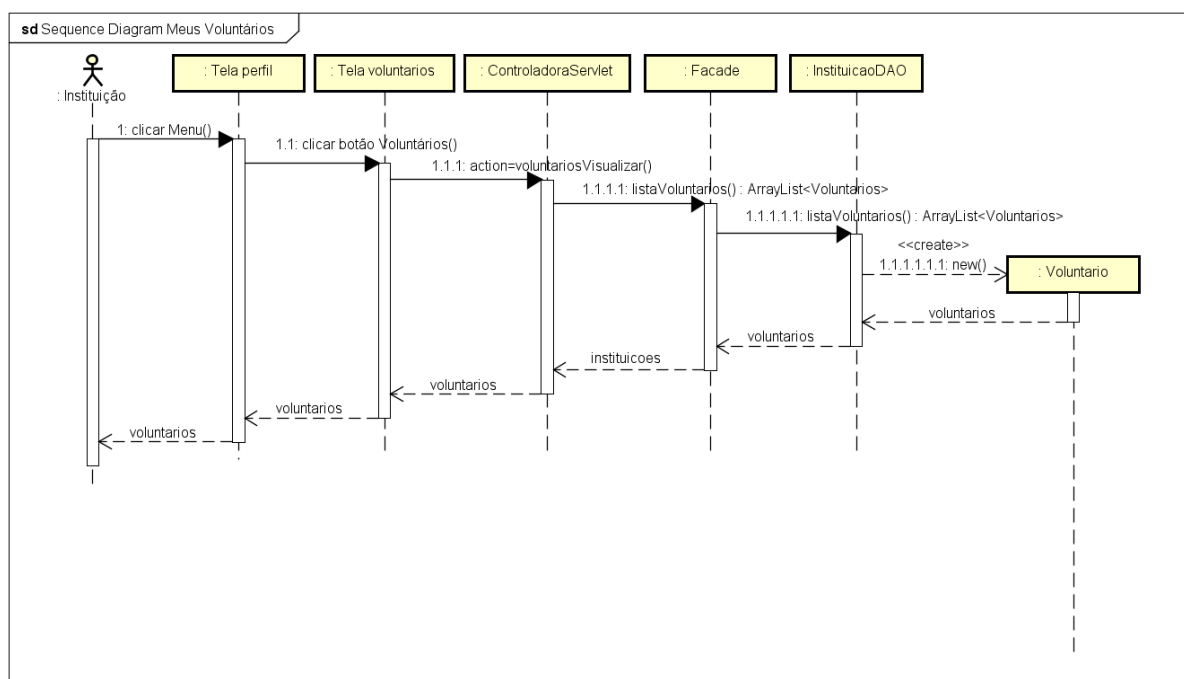 sd Sequence Diagram Meus Voluntários
: Instituição
: Tela perfil
: Tela voluntarios
: ControladoraServlet
: Facade
: InstituicaoDAO
1: clicar Menu()
1.1: clicar botão Voluntários()
1.1.1: action=voluntariosVisualizar()
1.1.1.1: listaVoluntarios() : ArrayList<Voluntarios>
1.1.1.1.1: listaVoluntarios() : ArrayList<Voluntarios>
<<create>>
1.1.1.1.1.1: new()
: Voluntario
voluntarios
voluntarios
instituicoes
voluntarios
voluntarios
voluntarios